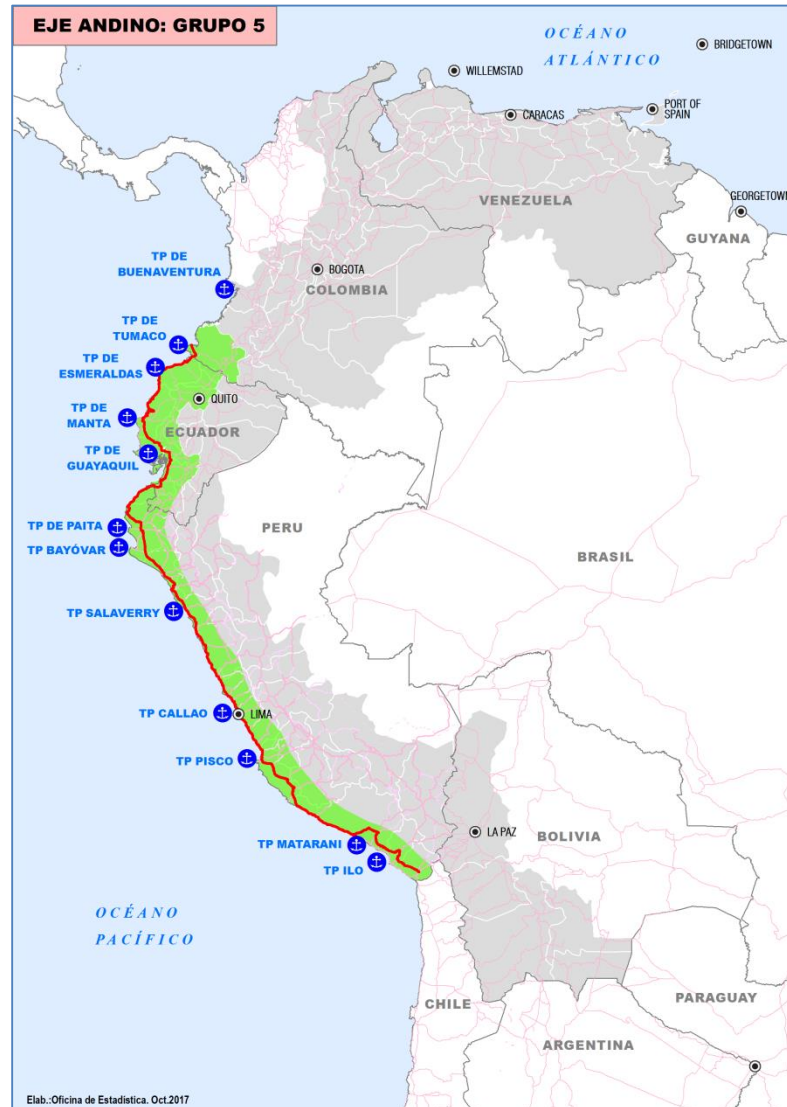 EJE ANDINO: GRUPO 5
OCÉANO
ATLÁNTICO
BRIDGETOWN
WILLEMSTAD
CARACAS
PORT OF
SPAIN
VENEZUELA
GEORGETOWN
GUYANA
TP DE
BUENAVENTURA
BOGOTA
COLOMBIA
TP DE
TUMACO
TP DE
ESMERALDAS
QUITO
TP DE
MANTA
ECUADOR
TP DE
GUAYAQUIL
TP DE PAITA
PERU
TP BAYÓVAR
BRASIL
TP SALAVERRY
TP CALLAO
LIMA
TP PISCO
LA PAZ
BOLIVIA
TP MATARANI
TP ILO
OCÉANO
PACÍFICO
CHILE
PARAGUAY
ARGENTINA
Elab.:Oficina de Estadistica. Oct.2017